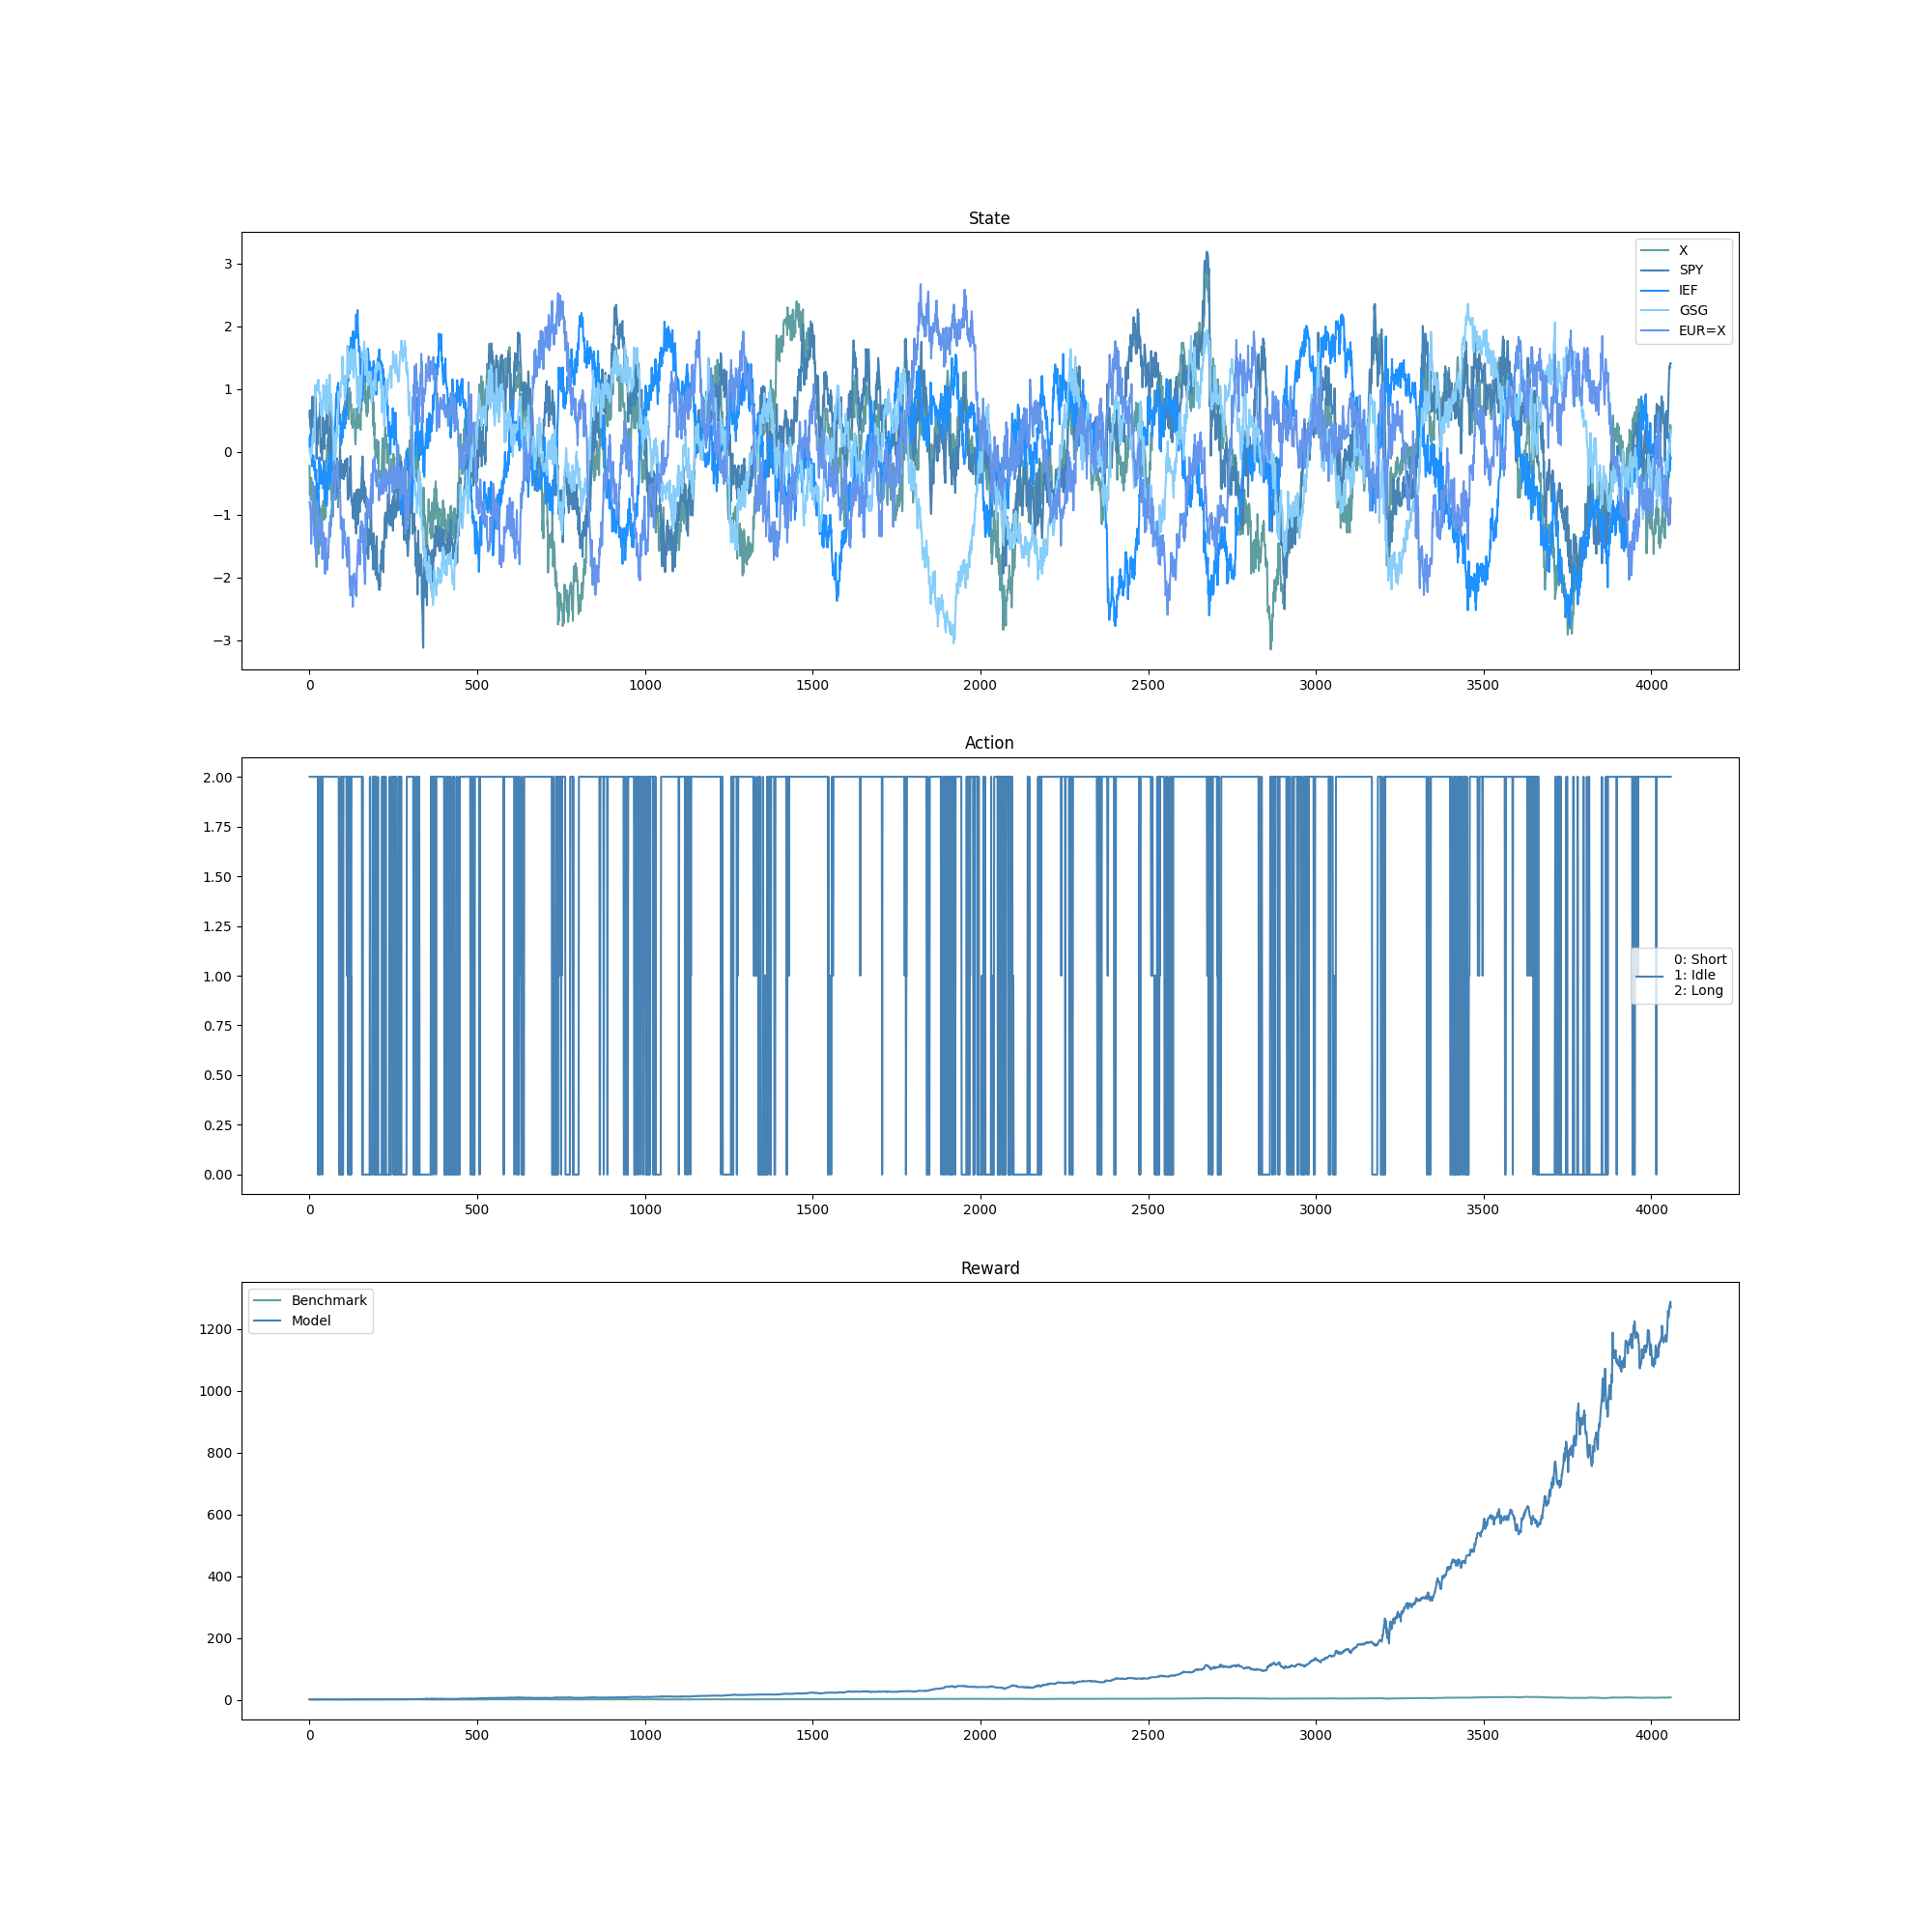 State
3
2
1
0
−1
−2
−3
X
SPY
IEF
GSG
EUR=X
0 500 1000 1500 2000 2500 3000 3500 4000
Action
2.00
1.75
1.50
1.25
1.00
0.75
0.50
0.25
0.00
0: Short
1: Idle
2: Long
0 500 1000 1500 2000 2500 3000 3500 4000
Reward
Benchmark
Model
1200
1000
800
600
400
200
0
0 500 1000 1500 2000 2500 3000 3500 4000